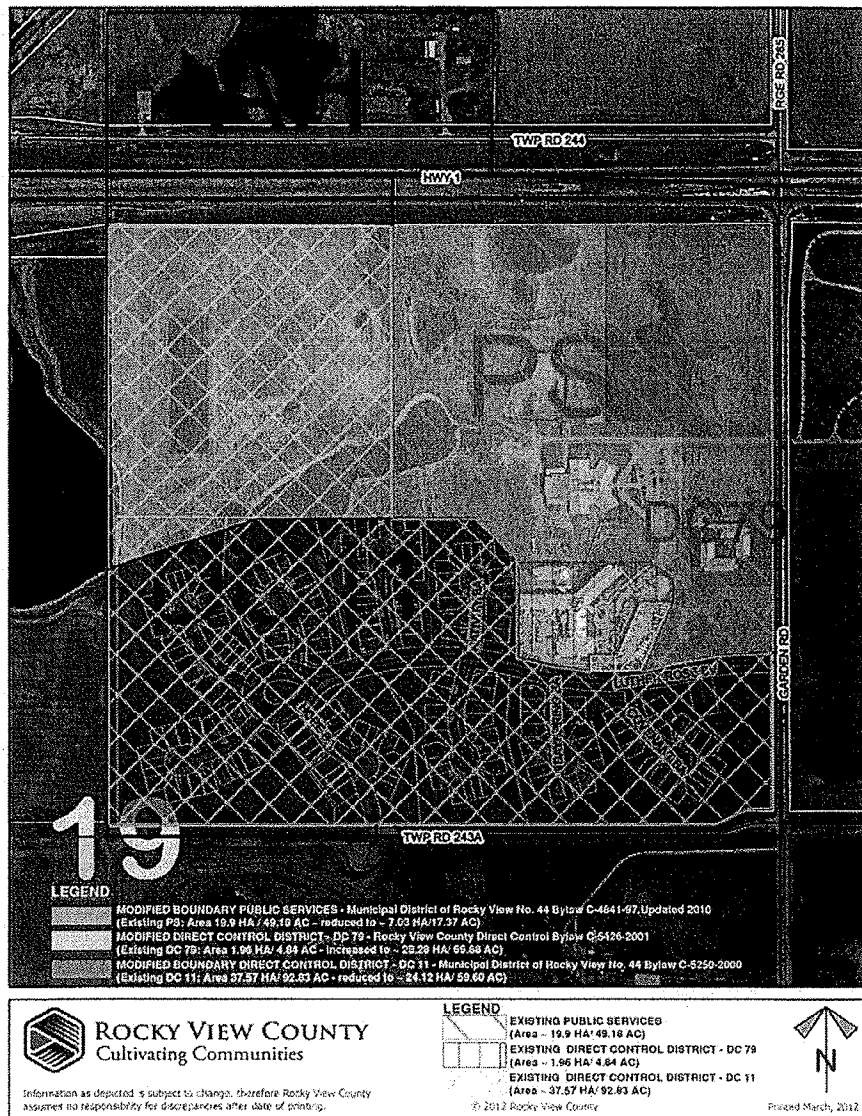 RGE RD 283
TWP RD 244
HWY 1
PS
DC79
LUTHER ROSE
GARDEN RD
TWP RD 243A
19
LEGEND
MODIFIED BOUNDARY PUBLIC SERVICES - Municipal District of Rocky View No. 44 Bylaw C-4841-97, Updated 2010
(Existing PS: Area 19.9 HA / 49.18 AC - reduced to ~ 7.03 HA/17.37 AC)
MODIFIED DIRECT CONTROL DISTRICT - DC 79 - Rocky View County Direct Control Bylaw C-5426-2001
(Existing DC 79: Area 1.96 HA/ 4.84 AC - increased to ~ 28.28 HA/ 69.88 AC)
MODIFIED BOUNDARY DIRECT CONTROL DISTRICT - DC 11 - Municipal District of Rocky View No. 44 Bylaw C-5250-2000
(Existing DC 11: Area 37.57 HA/ 92.83 AC - reduced to ~ 24.12 HA/ 59.60 AC)
ROCKY VIEW COUNTY
Cultivating Communities
Information as depicted is subject to change, therefore Rocky View County
assumes no responsibility for discrepancies after date of printing.
LEGEND
EXISTING PUBLIC SERVICES
(Area ~ 19.9 HA/ 49.18 AC)
EXISTING DIRECT CONTROL DISTRICT - DC 79
(Area ~ 1.96 HA/ 4.84 AC)
EXISTING DIRECT CONTROL DISTRICT - DC 11
(Area ~ 37.57 HA/ 92.83 AC)
© 2012 Rocky View County
N
Printed March, 2012